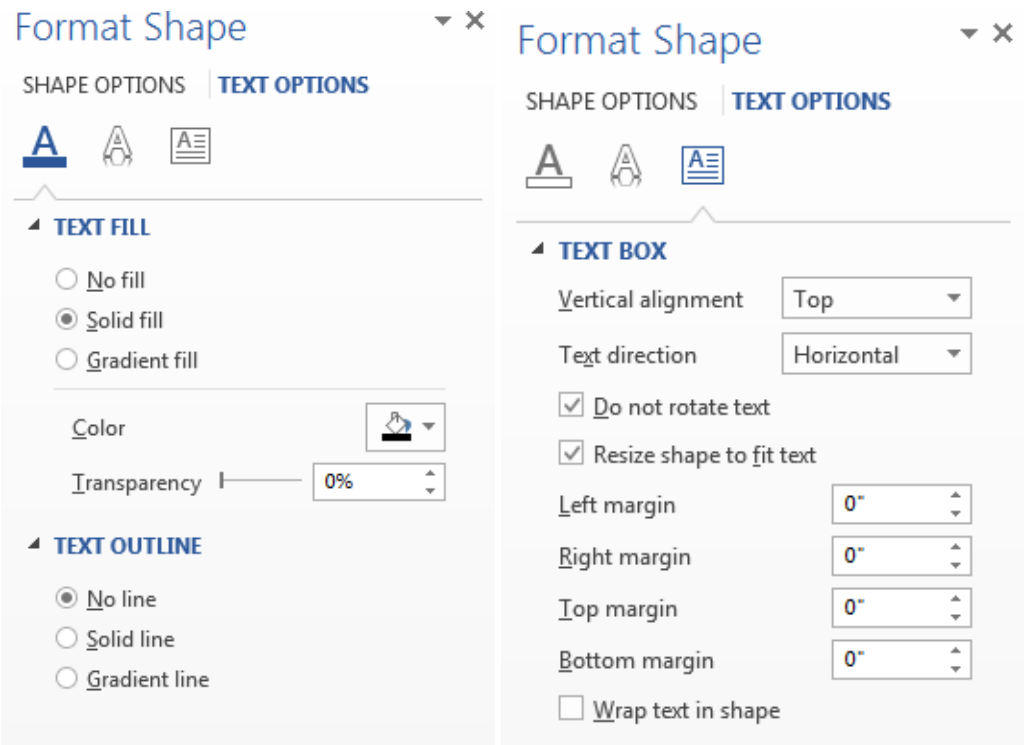 Format Shape
SHAPE OPTIONS TEXT OPTIONS
A A A
TEXT FILL
No fill
Solid fill
Gradient fill
Color
Transparency 0%
TEXT OUTLINE
No line
Solid line
Gradient line
Format Shape
SHAPE OPTIONS TEXT OPTIONS
A A A
TEXT BOX
Vertical alignment Top
Text direction Horizontal
Do not rotate text
Resize shape to fit text
Left margin 0"
Right margin 0"
Top margin 0"
Bottom margin 0"
Wrap text in shape